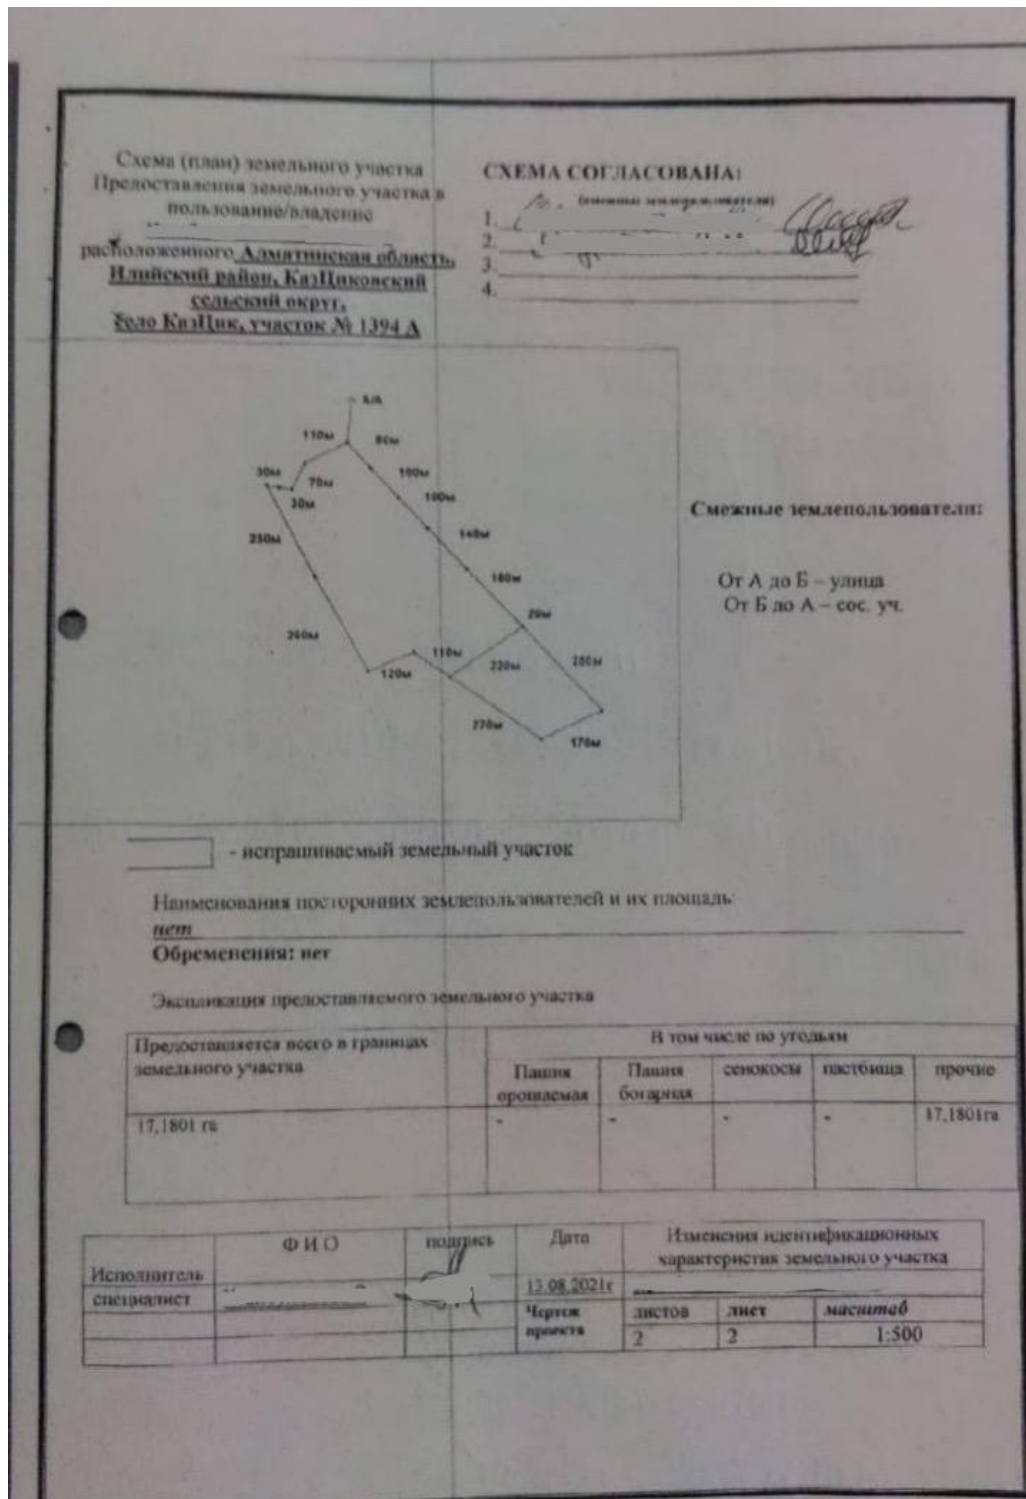 Схема (план) земельного участка
Предоставления земельного участка в
пользование/владение
расположенного Алматинская область,
Илийский район, КазЦиковский
сельский округ,
село КазЦик, участок № 1394 А
СХЕМА СОГЛАСОВАНА:
(смежные землепользователи)
1.
2.
3.
4.
А/А
110м
80м
30м
70м
100м
30м
100м
250м
140м
180м
20м
260м
110м
120м
220м
280м
270м
170м
Смежные землепользователи:
От А до Б – улица
От Б до А – сос. уч.
- испрашиваемый земельный участок
Наименования посторонних землепользователей и их площадь:
нет
Обременения: нет
Экспликация предоставляемого земельного участка
Предоставляется всего в границах
земельного участка
В том числе по угодьям
Пашня
орошаемая
Пашня
богарная
сенокосы
пастбища
прочие
17,1801 га
-
-
-
-
17,1801га
Ф И О
подпись
Дата
Изменения идентификационных
характеристик земельного участка
Исполнитель
специалист
13.08.2021г
Чертеж
проекта
листов
лист
масштаб
2
2
1:500